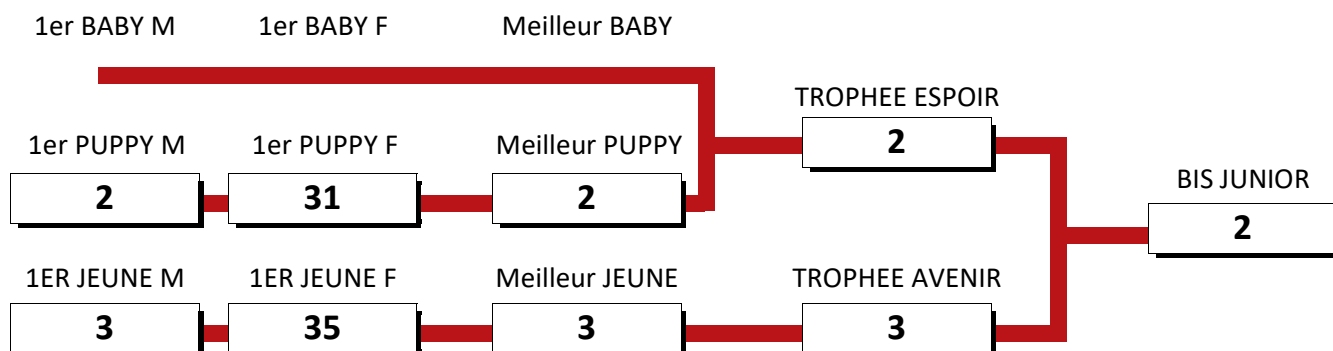 1er BABY M 1er BABY F Meilleur BABY
TROPHEE ESPOIR
2
1er PUPPY M 1er PUPPY F Meilleur PUPPY
2 31 2
BIS JUNIOR
2
1ER JEUNE M 1ER JEUNE F Meilleur JEUNE TROPHEE AVENIR
3 35 3 3